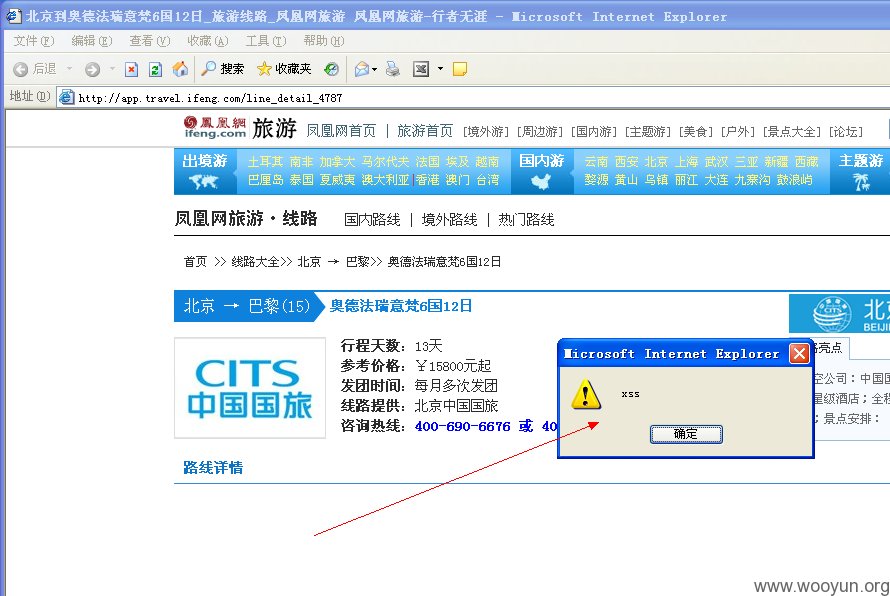 北京到奥德法瑞意梵6国12日_旅游线路_凤凰网旅游 凤凰网旅游-行者无涯 - Microsoft Internet Explorer
文件(F) 编辑(E) 查看(V) 收藏(A) 工具(T) 帮助(H)
后退 搜索 收藏夹
地址(D) http://app.travel.ifeng.com/line_detail_4787
鳳凰網 ifeng.com 旅游 凤凰网首页 | 旅游首页 [境外游] [周边游] [国内游] [主题游] [美食] [户外] [景点大全] [论坛]
出境游 土耳其 南非 加拿大 马尔代夫 法国 埃及 越南 国内游 云南 西安 北京 上海 武汉 三亚 新疆 西藏 主题游
巴厘岛 泰国 夏威夷 澳大利亚 香港 澳门 台湾 婺源 黄山 乌镇 丽江 大连 九寨沟 鼓浪屿
凤凰网旅游·线路 国内路线 | 境外路线 | 热门路线
首页 >> 线路大全>> 北京 → 巴黎>> 奥德法瑞意梵6国12日
北京 → 巴黎(15) 奥德法瑞意梵6国12日
北京
BEIJI
CITS
中国国旅
行程天数：13天
参考价格：￥15800元起
发团时间：每月多次发团
线路提供：北京中国国旅
咨询热线：400-690-6676 或 40
Microsoft Internet Explorer
xss
确定
亮点
空公司：中国国
星级酒店；全程
；景点安排：
路线详情
www.wooyun.org